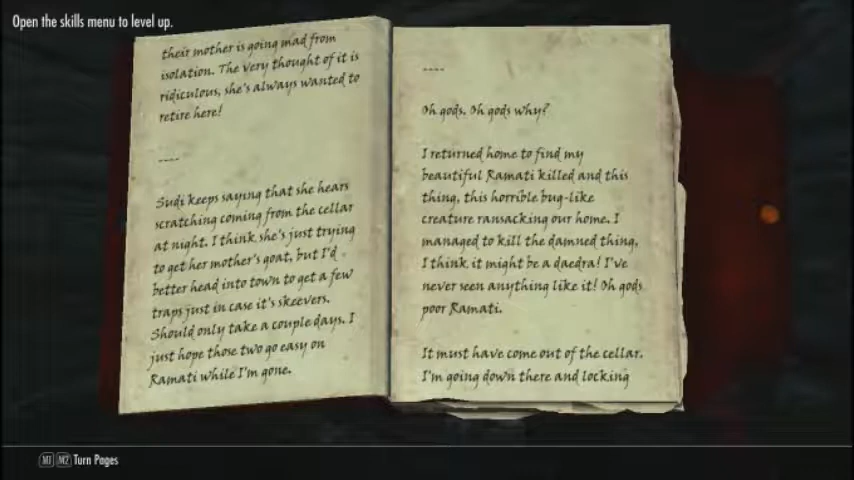 Open the skills menu to level up.
their mother is going mad from
isolation. The very thought of it is
ridiculous, she's always wanted to
retire here!
----
Sudi keeps saying that she hears
scratching coming from the cellar
at night. I think she's just trying
to get her mother's goat, but I'd
better head into town to get a few
traps just in case it's skeevers.
Should only take a couple days. I
just hope those two go easy on
Ramati while I'm gone.
----
Oh gods. Oh gods why?
I returned home to find my
beautiful Ramati killed and this
thing, this horrible bug-like
creature ransacking our home. I
managed to kill the damned thing,
I think it might be a daedra! I've
never seen anything like it! Oh gods
poor Ramati.
It must have come out of the cellar.
I'm going down there and locking
M1 M2 Turn Pages